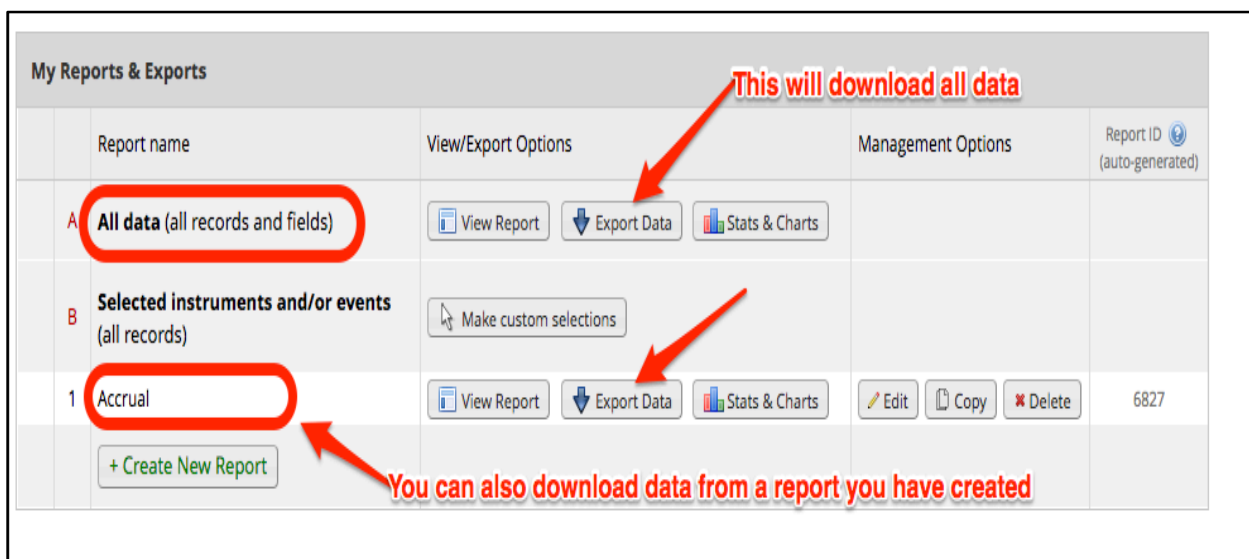 My Reports & Exports
This will download all data
Report name
View/Export Options
Management Options
Report ID
(auto-generated)
A
All data (all records and fields)
View Report
Export Data
Stats & Charts
B
Selected instruments and/or events
(all records)
Make custom selections
1
Accrual
View Report
Export Data
Stats & Charts
Edit
Copy
Delete
6827
+ Create New Report
You can also download data from a report you have created